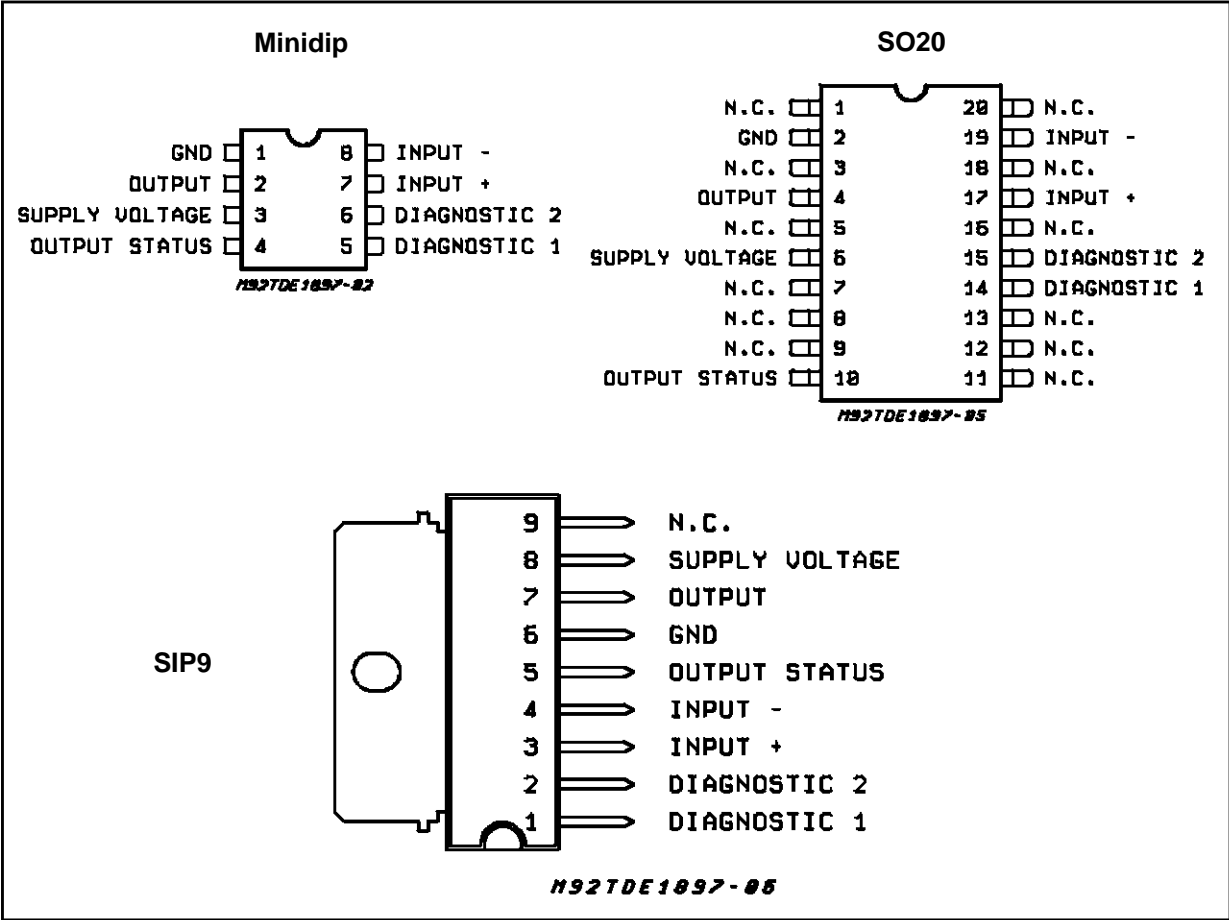 Minidip
GND 1 8 INPUT -
OUTPUT 2 7 INPUT +
SUPPLY VOLTAGE 3 6 DIAGNOSTIC 2
OUTPUT STATUS 4 5 DIAGNOSTIC 1
M92TDE1897-02
SO20
N.C. 1 20 N.C.
GND 2 19 INPUT -
N.C. 3 18 N.C.
OUTPUT 4 17 INPUT +
N.C. 5 16 N.C.
SUPPLY VOLTAGE 6 15 DIAGNOSTIC 2
N.C. 7 14 DIAGNOSTIC 1
N.C. 8 13 N.C.
N.C. 9 12 N.C.
OUTPUT STATUS 10 11 N.C.
M92TDE1897-05
SIP9
9 N.C.
8 SUPPLY VOLTAGE
7 OUTPUT
6 GND
5 OUTPUT STATUS
4 INPUT -
3 INPUT +
2 DIAGNOSTIC 2
1 DIAGNOSTIC 1
M92TDE1897-06